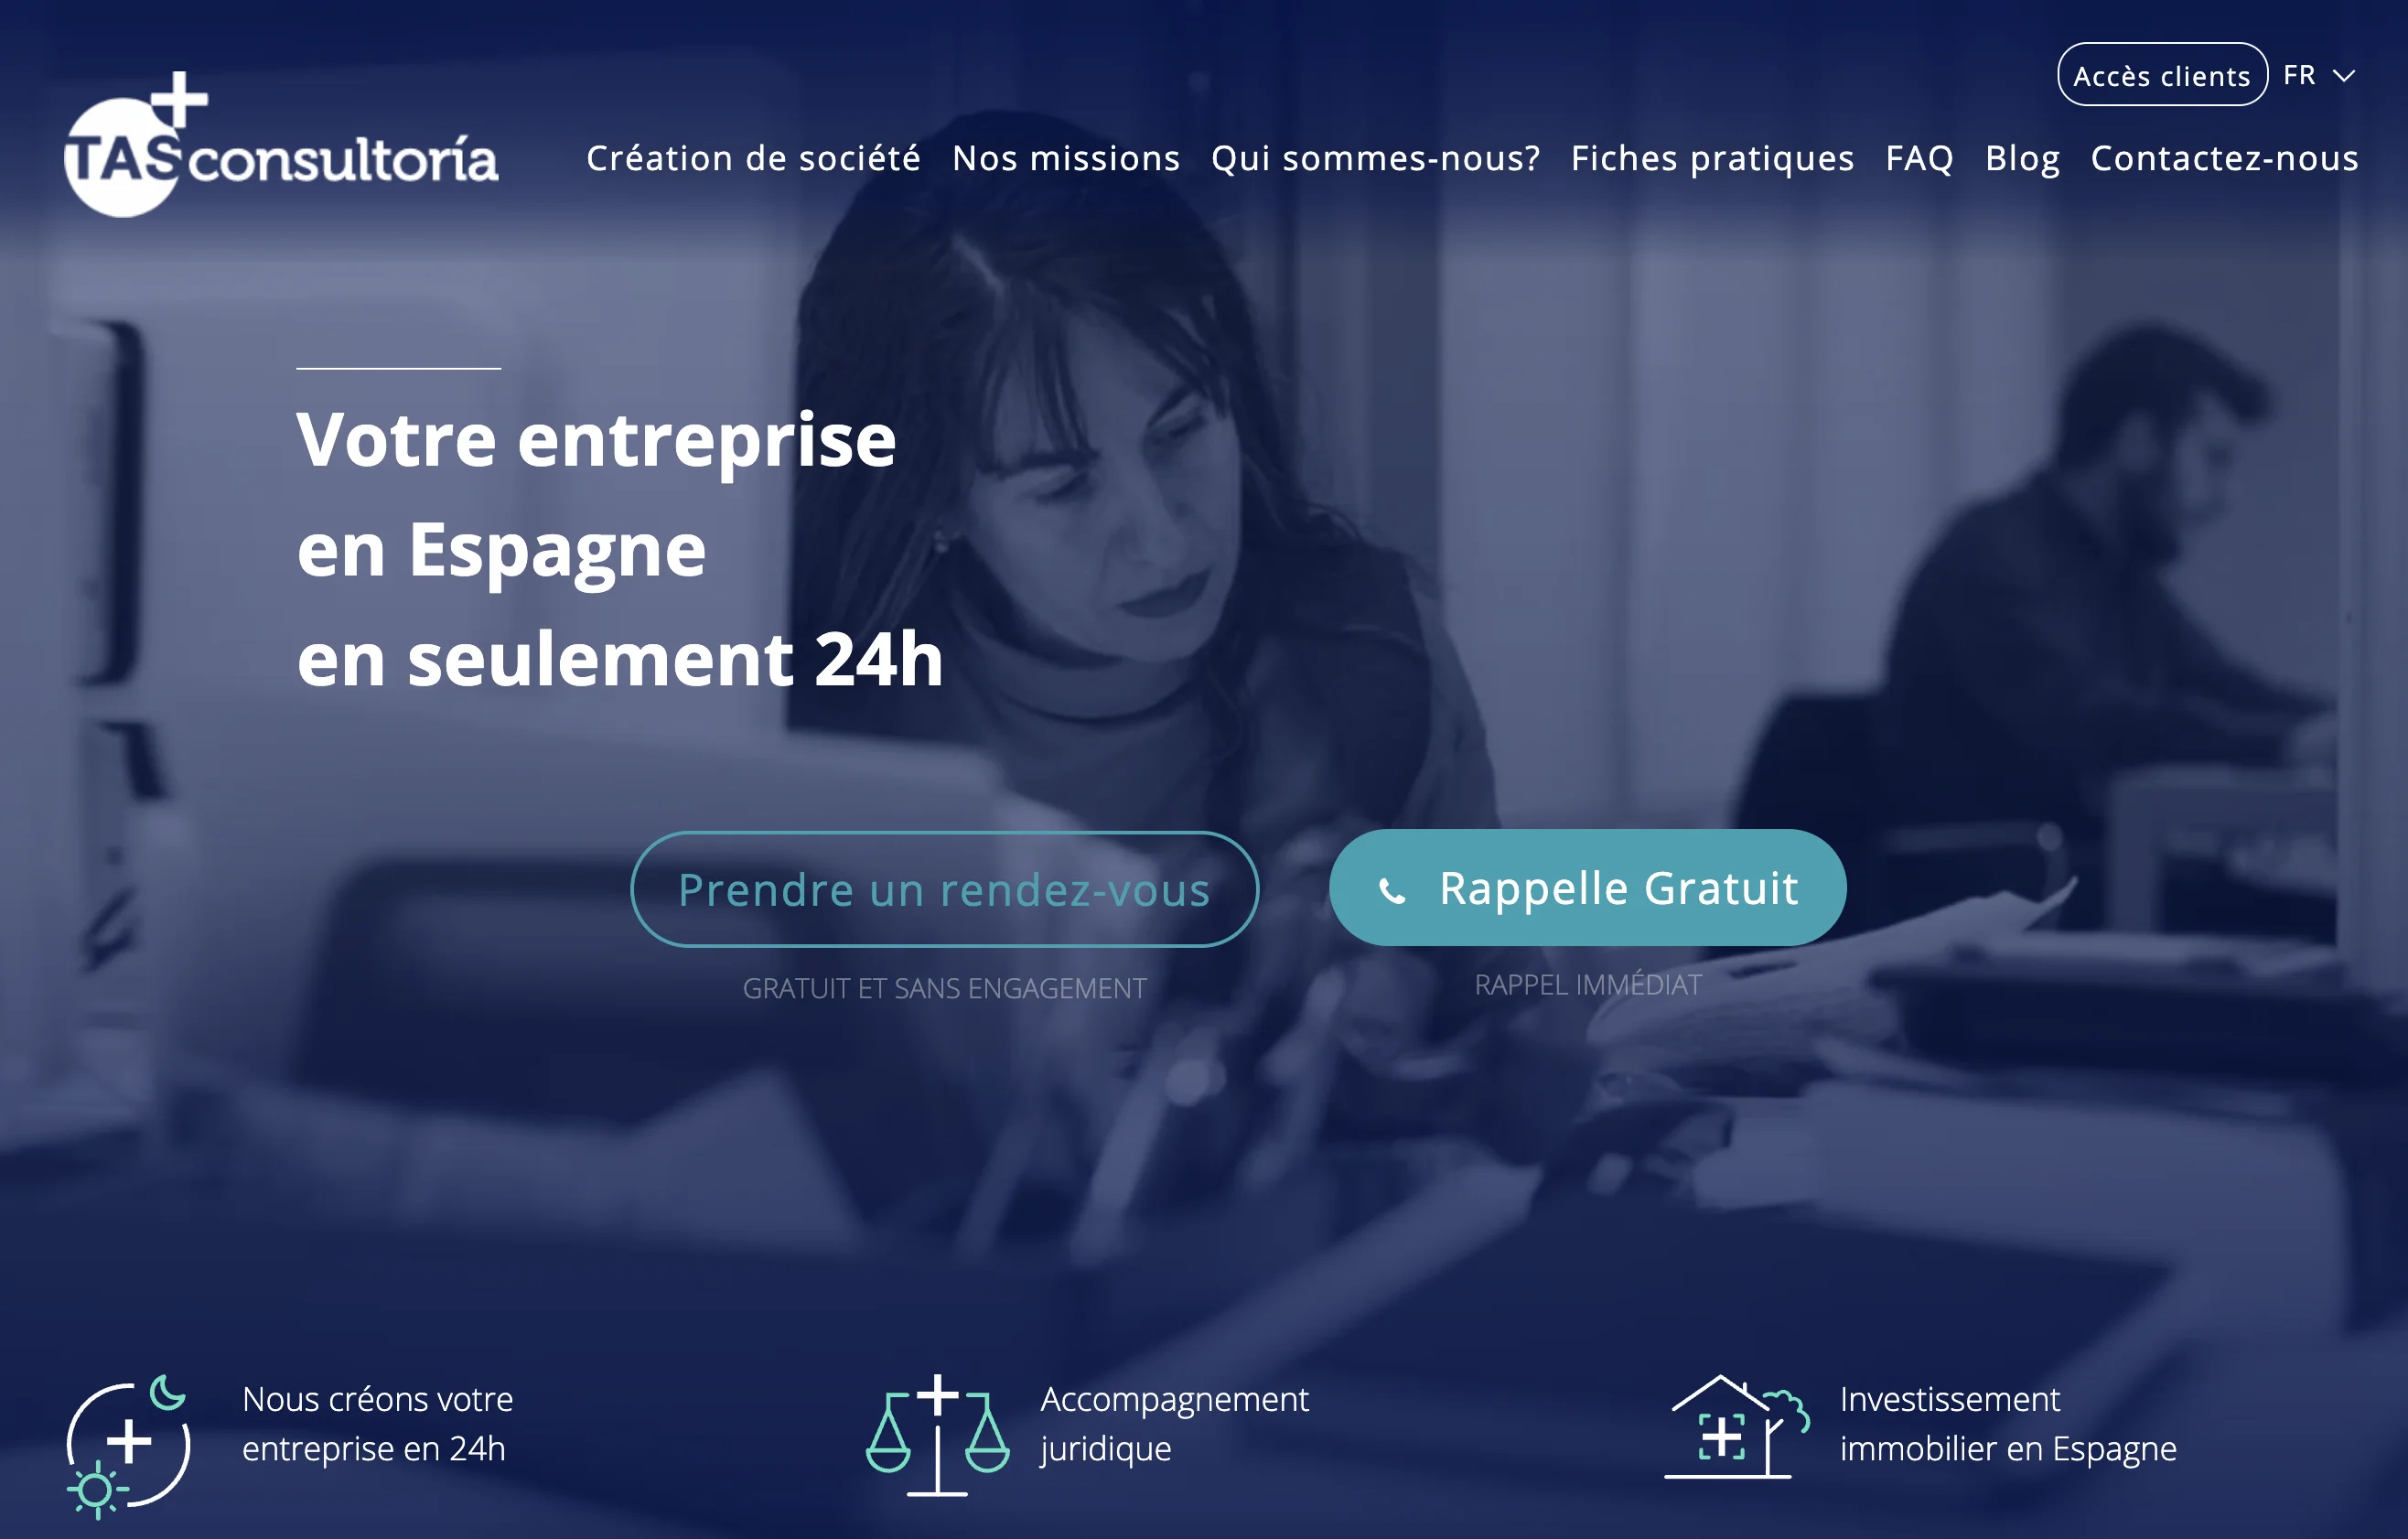 Accès clients FR
TAS consultoría
Création de société Nos missions Qui sommes-nous? Fiches pratiques FAQ Blog Contactez-nous
Votre entreprise
en Espagne
en seulement 24h
Prendre un rendez-vous
GRATUIT ET SANS ENGAGEMENT
Rappelle Gratuit
RAPPEL IMMÉDIAT
Nous créons votre
entreprise en 24h
Accompagnement
juridique
Investissement
immobilier en Espagne